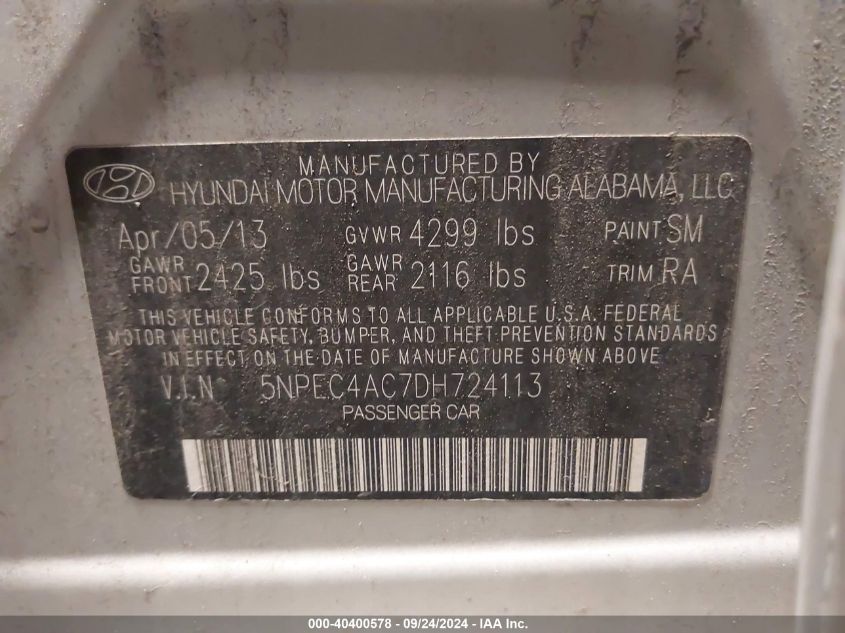 MANUFACTURED BY
HYUNDAI MOTOR MANUFACTURING ALABAMA, LLC
Apr/05/13 GVWR 4299 lbs PAINT SM
GAWR FRONT 2425 lbs GAWR REAR 2116 lbs TRIM RA
THIS VEHICLE CONFORMS TO ALL APPLICABLE U.S.A. FEDERAL
MOTOR VEHICLE SAFETY, BUMPER, AND THEFT PREVENTION STANDARDS
IN EFFECT ON THE DATE OF MANUFACTURE SHOWN ABOVE
V.I.N 5NPEC4AC7DH724113
PASSENGER CAR
000-40400578 - 09/24/2024 - IAA Inc.